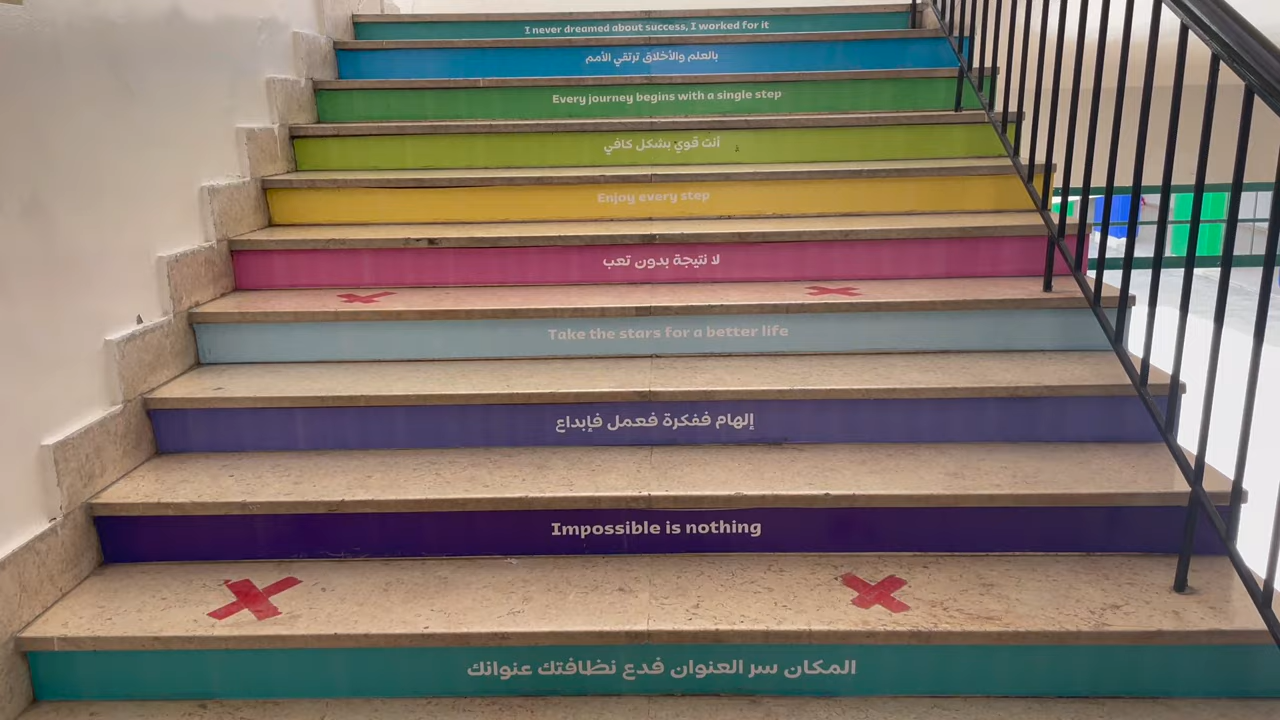 I never dreamed about success, I worked for it
بالعلم والأخلاق ترتقي الأمم
Every journey begins with a single step
أنت قوي بشكل كافي
Enjoy every step
لا نتيجة بدون تعب
Take the stars for a better life
إلهام ففكرة فعمل فإبداع
Impossible is nothing
المكان سر العنوان فدع نظافتك عنوانك